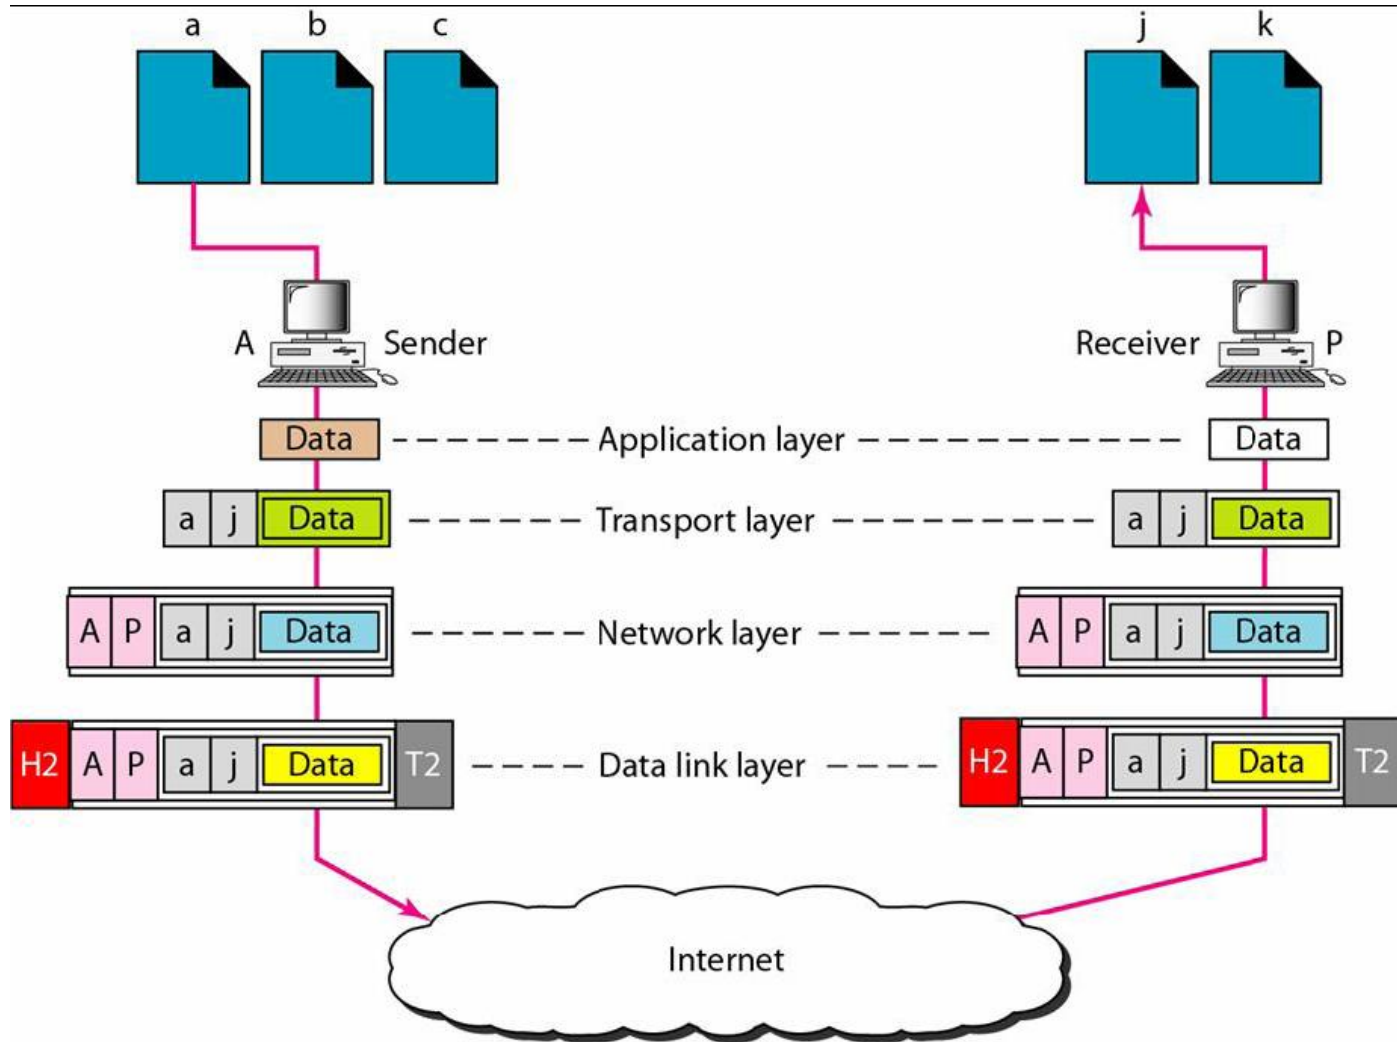 a b c j k
A Sender Receiver P
Data Application layer Data
a j Data Transport layer a j Data
A P a j Data Network layer A P a j Data
H2 A P a j Data T2 Data link layer H2 A P a j Data T2
Internet